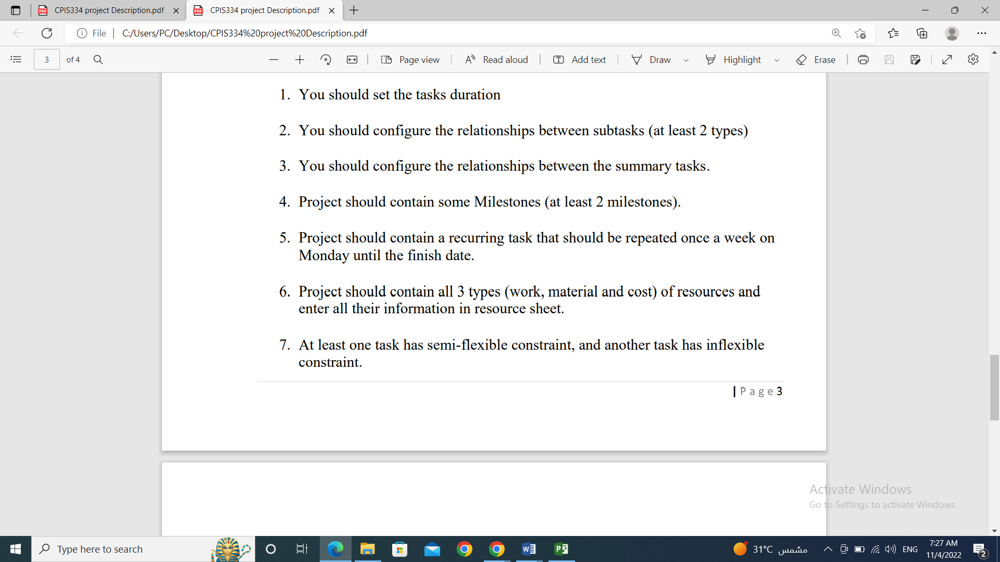 CPIS334 project Description.pdf
CPIS334 project Description.pdf
File
C:/Users/PC/Desktop/CPIS334%20project%20Description.pdf
3 of 4
Page view
Read aloud
Add text
Draw
Highlight
Erase
1. You should set the tasks duration
2. You should configure the relationships between subtasks (at least 2 types)
3. You should configure the relationships between the summary tasks.
4. Project should contain some Milestones (at least 2 milestones).
5. Project should contain a recurring task that should be repeated once a week on
Monday until the finish date.
6. Project should contain all 3 types (work, material and cost) of resources and
enter all their information in resource sheet.
7. At least one task has semi-flexible constraint, and another task has inflexible
constraint.
| Page 3
Activate Windows
Go to Settings to activate Windows.
Type here to search
31°C مشمس
ENG
7:27 AM
11/4/2022
2